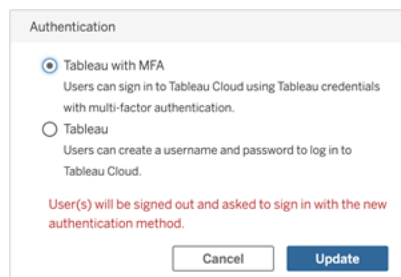 Authentication
Tableau with MFA
Users can sign in to Tableau Cloud using Tableau credentials
with multi-factor authentication.
Tableau
Users can create a username and password to log in to
Tableau Cloud.
User(s) will be signed out and asked to sign in with the new
authentication method.
Cancel Update